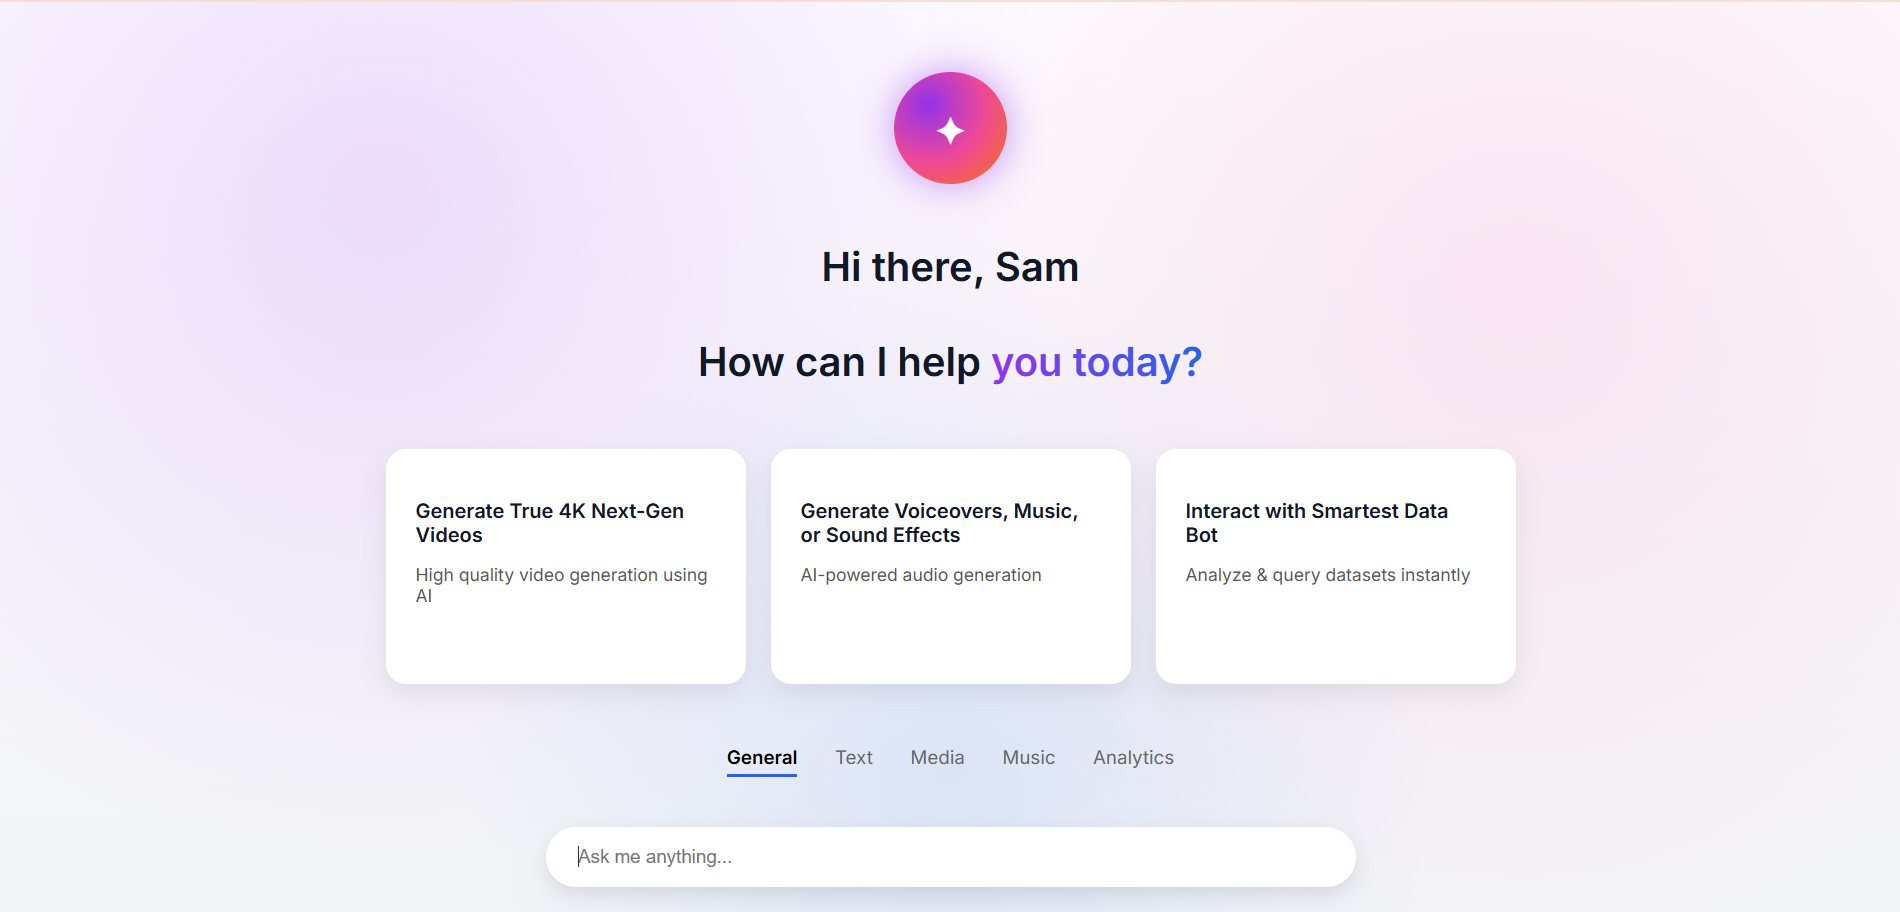 Hi there, Sam
How can I help you today?
Generate True 4K Next-Gen
Videos
High quality video generation using
AI
Generate Voiceovers, Music,
or Sound Effects
AI-powered audio generation
Interact with Smartest Data
Bot
Analyze & query datasets instantly
General Text Media Music Analytics
Ask me anything...